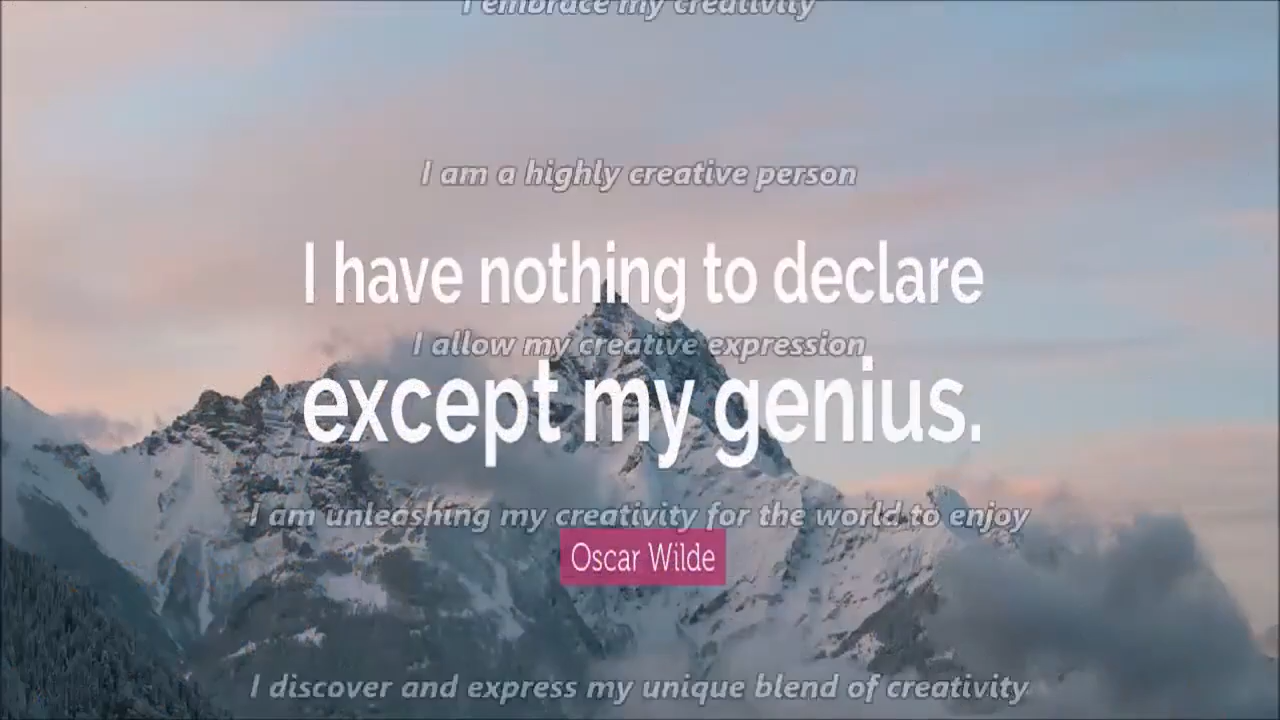 I embrace my creativity
I am a highly creative person
I have nothing to declare
I allow my creative expression
except my genius.
I am unleashing my creativity for the world to enjoy
Oscar Wilde
I discover and express my unique blend of creativity